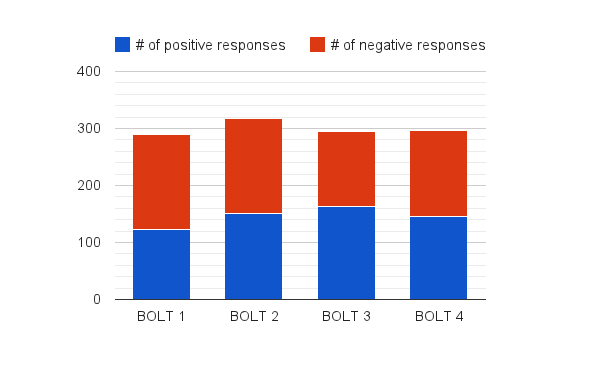 # of positive responses # of negative responses
400
300
200
100
0
BOLT 1 BOLT 2 BOLT 3 BOLT 4